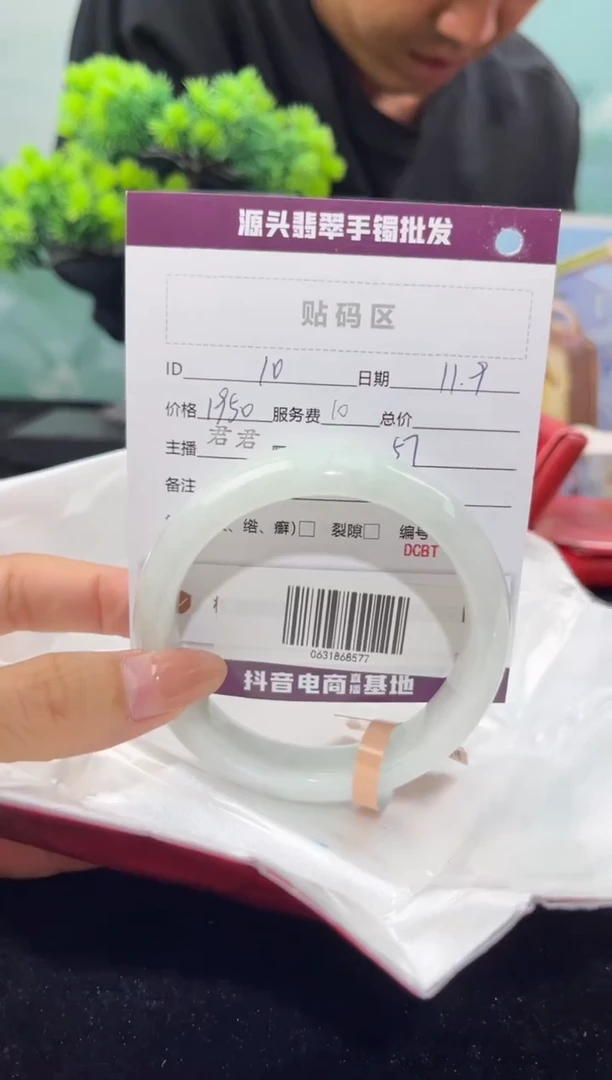 源头翡翠手镯批发
贴码区
ID 10 日期 11.9
价格 1950 服务费 10 总价
主播 君君 57
备注
、绺、癣)□ 裂隙□ 编号
DCBT
0631868577
抖音电商直播基地